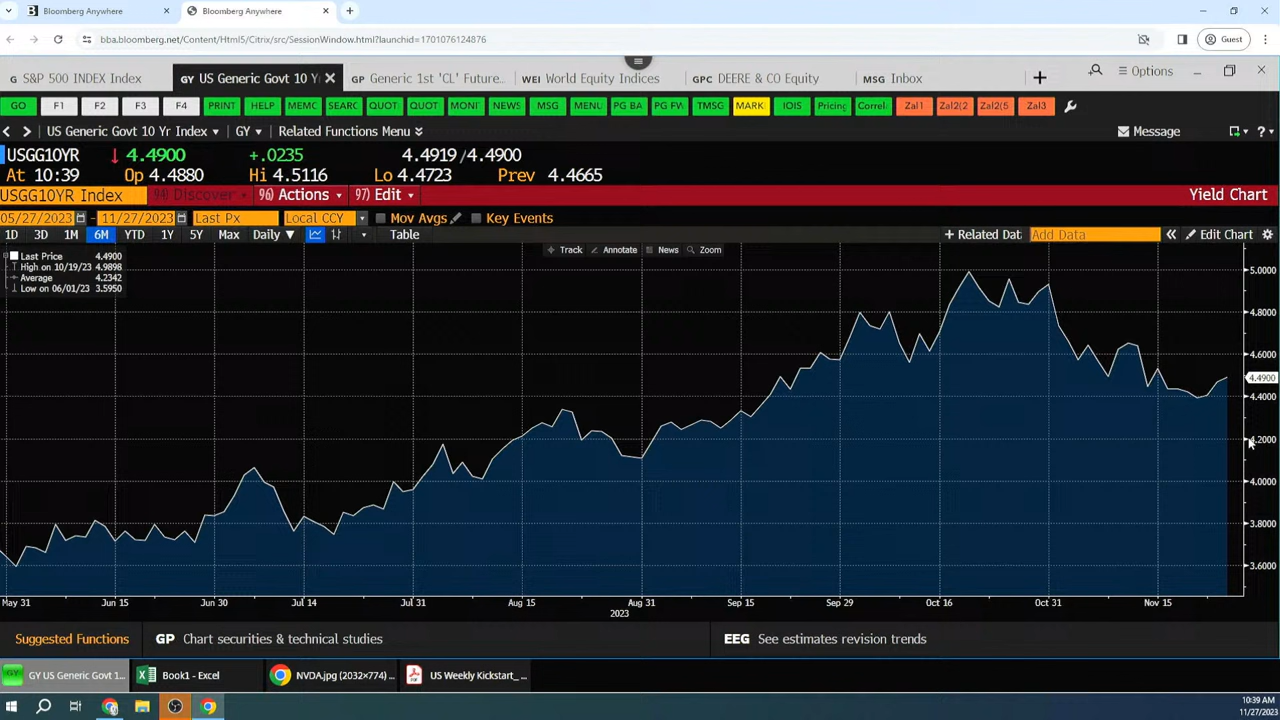 Bloomberg Anywhere
Bloomberg Anywhere
bba.bloomberg.net/Content/Html5/Citrix/src/SessionWindow.html?launchid=1701076124876
Guest
G S&P 500 INDEX Index
GY US Generic Govt 10 Yr
GP Generic 1st 'CL' Future...
WEI World Equity Indices
GPC DEERE & CO Equity
MSG Inbox
Options
GO F1 F2 F3 F4 PRINT HELP MEMC SEARC QUOT QUOT MONI NEWS MSG MENU PG BA PG FW TMSG MARK IOIS Pricing Correl Zal1 Zal2(2 Zal2(5 Zal3
US Generic Govt 10 Yr Index GY Related Functions Menu Message
USGG10YR 4.4900 +.0235 4.4919/4.4900
At 10:39 Op 4.4880 Hi 4.5116 Lo 4.4723 Prev 4.4665
USGG10YR Index 94) Discover 96) Actions 97) Edit Yield Chart
05/27/2023 - 11/27/2023 Last Px Local CCY Mov Avgs Key Events
1D 3D 1M 6M YTD 1Y 5Y Max Daily Table + Related Dat Add Data Edit Chart
Track Annotate News Zoom
Last Price 4.4900
High on 10/19/23 4.9898
Average 4.2342
Low on 06/01/23 3.5950
5.0000
4.8000
4.6000
4.4900
4.4000
4.2000
4.0000
3.8000
3.6000
May 31 Jun 15 Jun 30 Jul 14 Jul 31 Aug 15 Aug 31 Sep 15 Sep 29 Oct 16 Oct 31 Nov 15
2023
Suggested Functions GP Chart securities & technical studies EEG See estimates revision trends
GY US Generic Govt 1...
Book1 - Excel
NVDA.jpg (2032×774) ...
US Weekly Kickstart_ ...
10:39 AM
11/27/2023